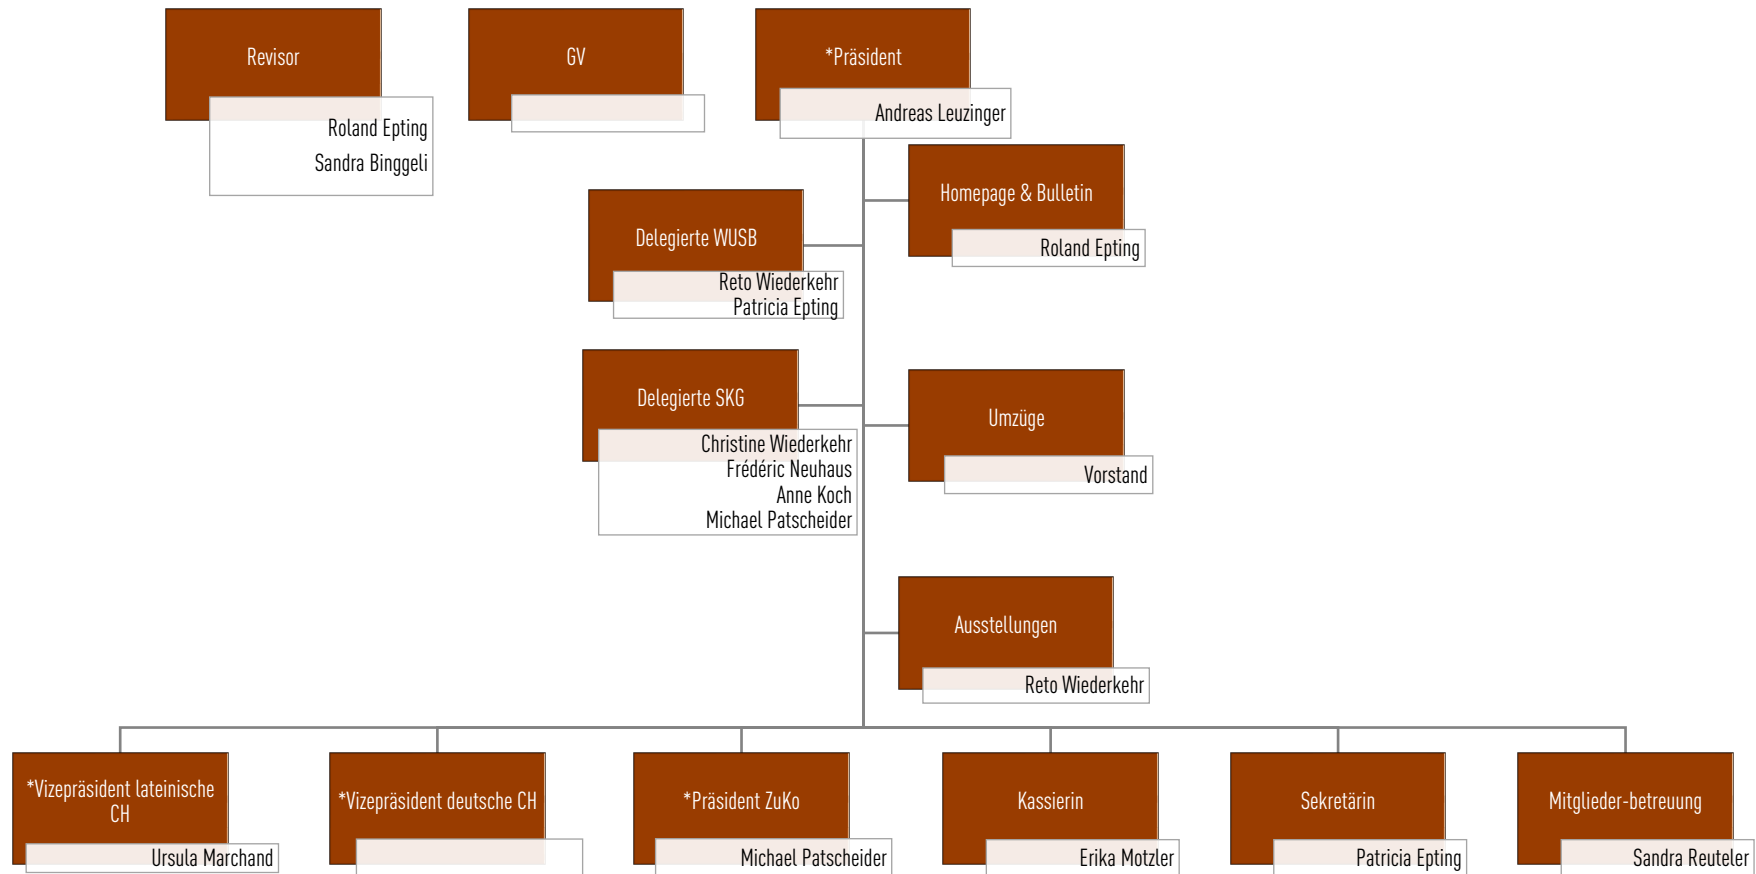 Revisor
Roland Epting
Sandra Binggeli
GV
*Präsident
Andreas Leuzinger
Homepage & Bulletin
Roland Epting
Delegierte WUSB
Reto Wiederkehr
Patricia Epting
Delegierte SKG
Christine Wiederkehr
Frédéric Neuhaus
Anne Koch
Michael Patscheider
Umzüge
Vorstand
Ausstellungen
Reto Wiederkehr
*Vizepräsident lateinische
CH
Ursula Marchand
*Vizepräsident deutsche CH
*Präsident ZuKo
Michael Patscheider
Kassierin
Erika Motzler
Sekretärin
Patricia Epting
Mitglieder-betreuung
Sandra Reuteler